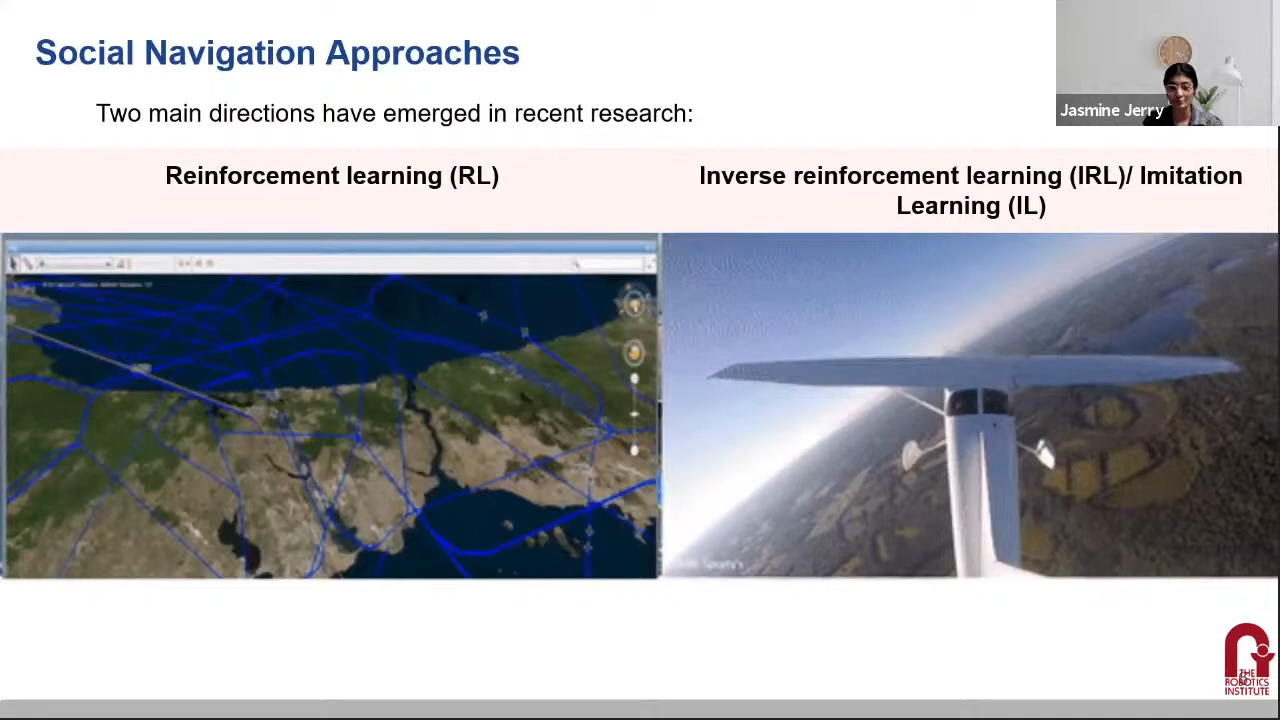 Social Navigation Approaches
Jasmine Jerry
Two main directions have emerged in recent research:
Reinforcement learning (RL)
Inverse reinforcement learning (IRL)/ Imitation
Learning (IL)
Sporty's
THE
ROBOTICS
INSTITUTE